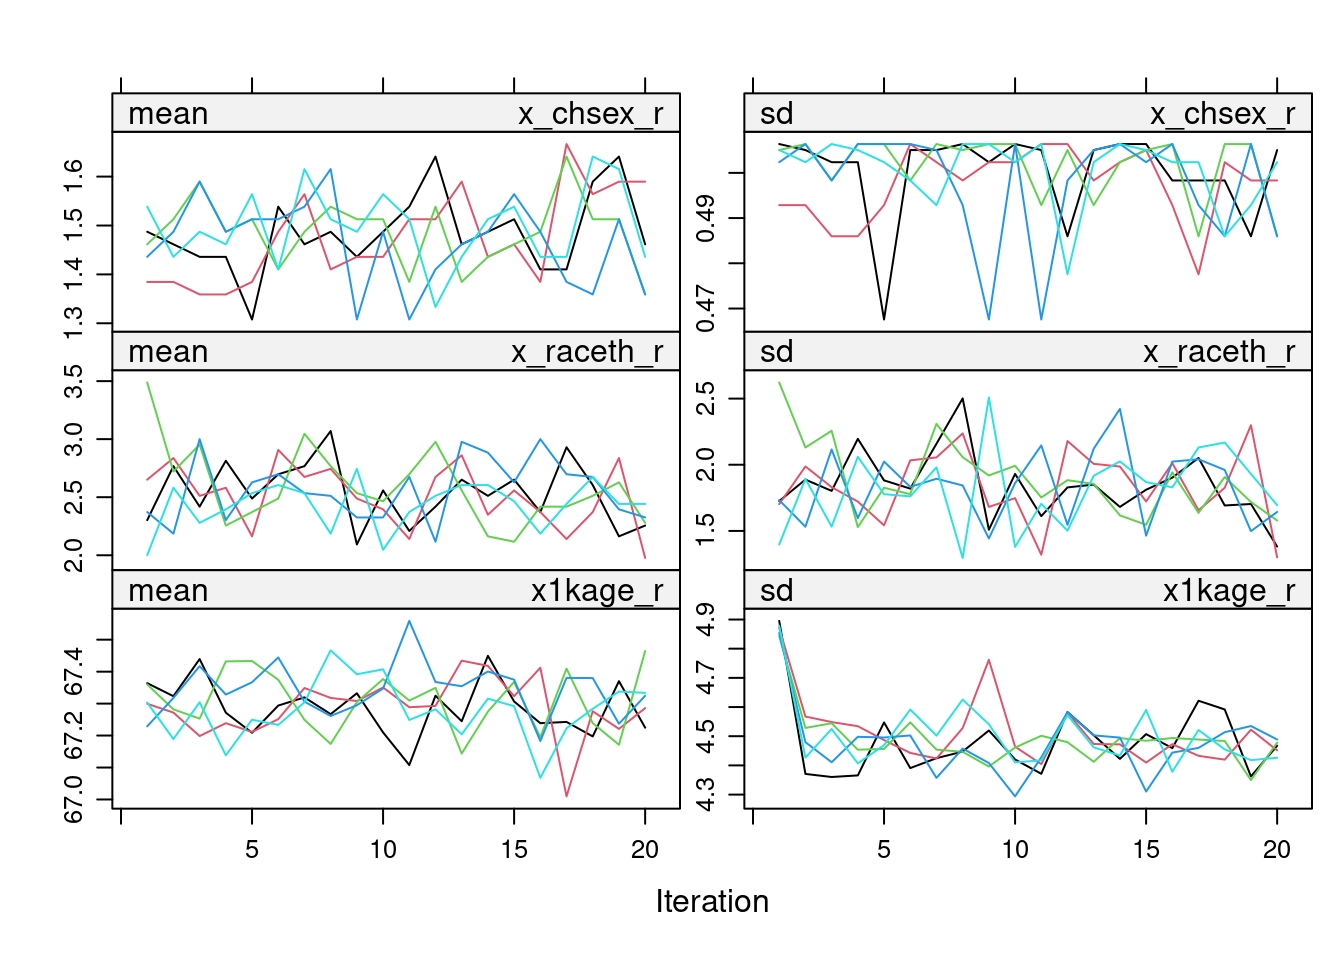 mean x_chsex_r sd x_chsex_r
1.3 1.4 1.5 1.6
0.47 0.49
mean x_raceth_r sd x_raceth_r
2.0 2.5 3.0 3.5
1.5 2.0 2.5
mean x1kage_r sd x1kage_r
67.0 67.2 67.4
4.3 4.5 4.7 4.9
5 10 15 20 5 10 15 20
Iteration